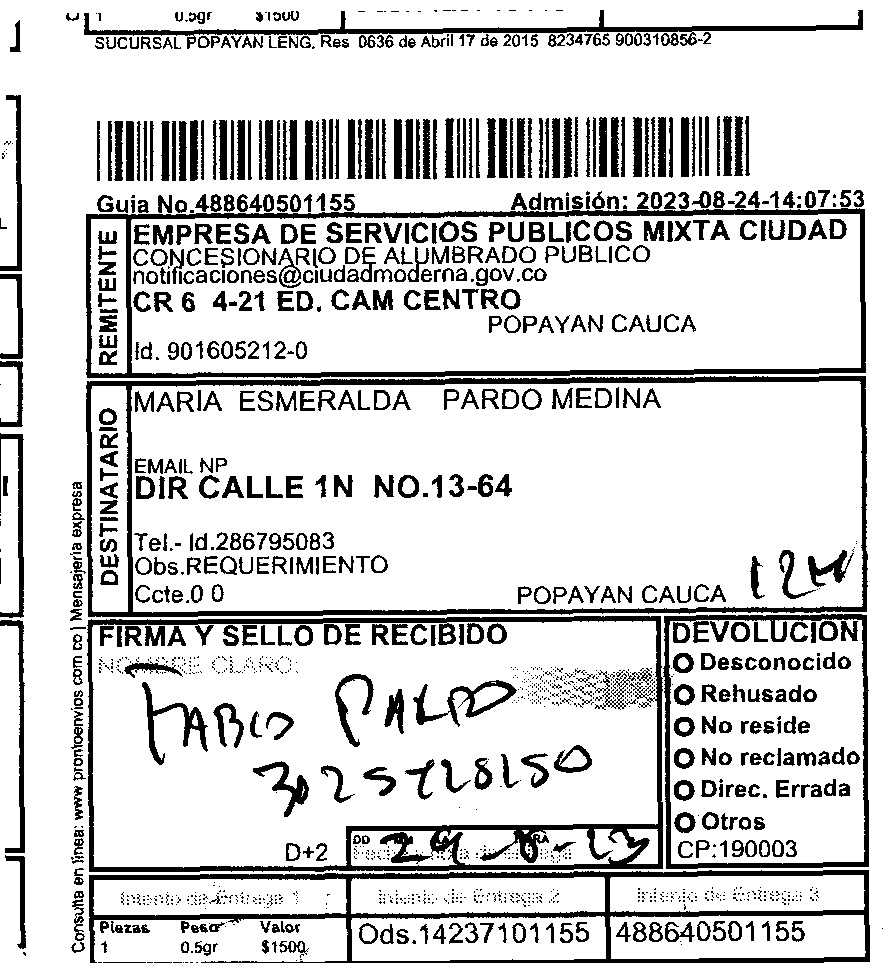 1 0.5gr $1500
SUCURSAL POPAYAN LENG, Res 0636 de Abril 17 de 2015 8234765 900310856-2
Guia No.488640501155 Admisión: 2023-08-24-14:07:53
REMITENTE
EMPRESA DE SERVICIOS PUBLICOS MIXTA CIUDAD
CONCESIONARIO DE ALUMBRADO PUBLICO
notificaciones@ciudadmoderna.gov.co
CR 6 4-21 ED. CAM CENTRO
POPAYAN CAUCA
Id. 901605212-0
DESTINATARIO
MARIA ESMERALDA PARDO MEDINA
EMAIL NP
DIR CALLE 1N NO.13-64
Tel.- Id.286795083
Obs.REQUERIMIENTO
Ccte.0 0 POPAYAN CAUCA
Consulta en línea: www prontoenvios com co | Mensajería expresa
FIRMA Y SELLO DE RECIBIDO
NOMBRE CLARO:
FABIO PARDO
D+2
DD
DEVOLUCION
Desconocido
Rehusado
No reside
No reclamado
Direc. Errada
Otros
CP:190003
Intento de Entrega 1 Intento de Entrega 2 Intento de Entrega 3
Piezas Peso Valor
1 0.5gr $1500
Ods.14237101155 488640501155